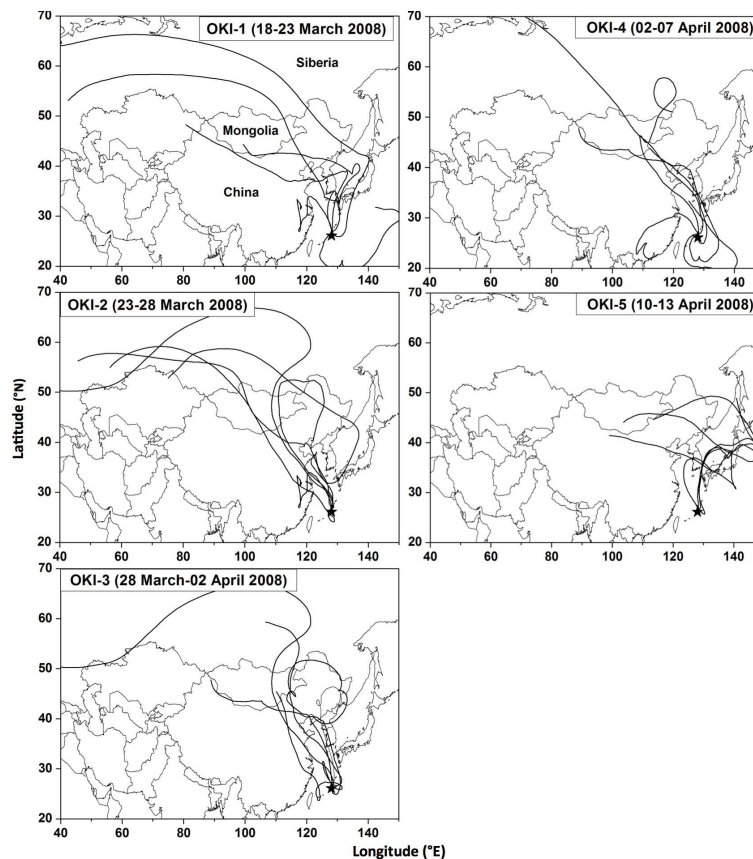 OKI-1 (18-23 March 2008)
Siberia
Mongolia
China
70
60
50
40
30
20
40 60 80 100 120 140
OKI-4 (02-07 April 2008)
70
60
50
40
30
20
40 60 80 100 120 140
OKI-2 (23-28 March 2008)
70
60
50
40
30
20
40 60 80 100 120 140
OKI-5 (10-13 April 2008)
70
60
50
40
30
20
40 60 80 100 120 140
Latitude (°N)
OKI-3 (28 March-02 April 2008)
70
60
50
40
30
20
40 60 80 100 120 140
Longitude (°E)